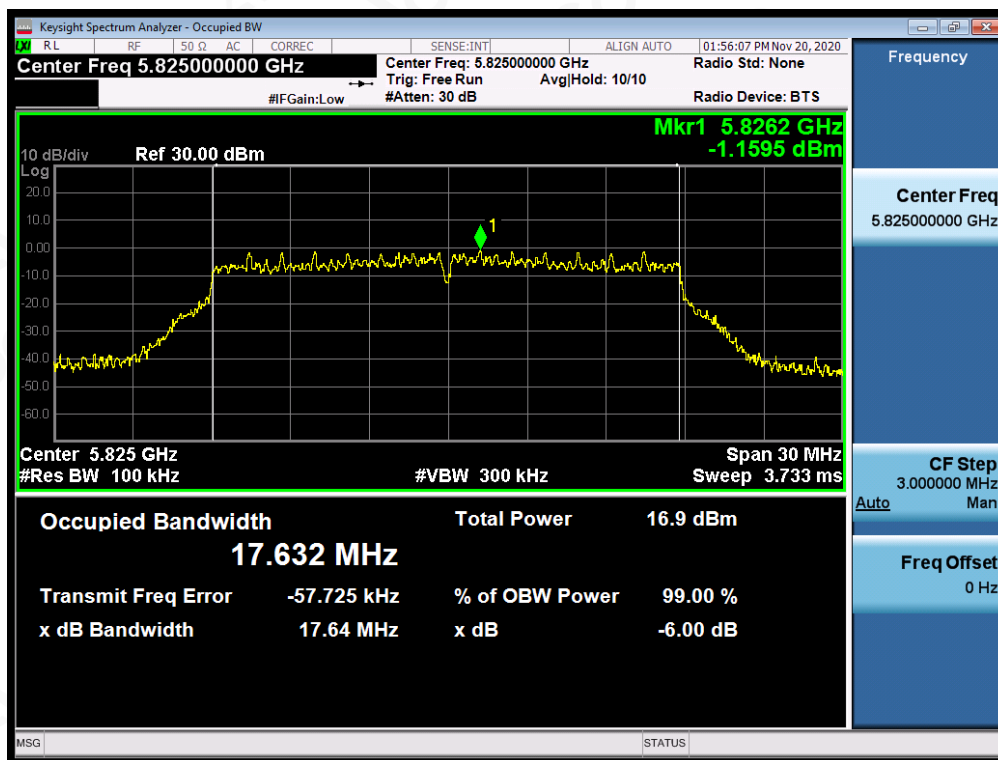 Keysight Spectrum Analyzer - Occupied BW
LXI RL RF 50 Ω AC CORREC SENSE:INT ALIGN AUTO 01:56:07 PM Nov 20, 2020
Center Freq 5.825000000 GHz
Center Freq: 5.825000000 GHz
Radio Std: None
Trig: Free Run Avg|Hold: 10/10
#IFGain:Low
#Atten: 30 dB
Radio Device: BTS
Frequency
Mkr1 5.8262 GHz
-1.1595 dBm
10 dB/div Ref 30.00 dBm
Log
20.0
10.0
0.00
-10.0
-20.0
-30.0
-40.0
-50.0
-60.0
1
Center 5.825 GHz Span 30 MHz
#Res BW 100 kHz #VBW 300 kHz Sweep 3.733 ms
Occupied Bandwidth Total Power 16.9 dBm
17.632 MHz
Transmit Freq Error -57.725 kHz % of OBW Power 99.00 %
x dB Bandwidth 17.64 MHz x dB -6.00 dB
Center Freq
5.825000000 GHz
CF Step
3.000000 MHz
Auto Man
Freq Offset
0 Hz
MSG STATUS